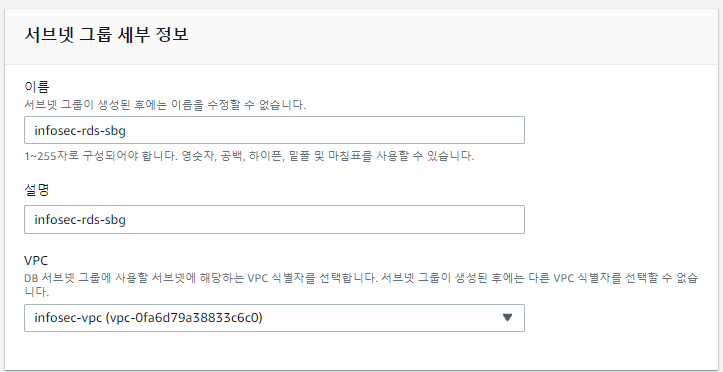 서브넷 그룹 세부 정보
이름
서브넷 그룹이 생성된 후에는 이름을 수정할 수 없습니다.
infosec-rds-sbg
1~255자로 구성되어야 합니다. 영숫자, 공백, 하이픈, 밑줄 및 마침표를 사용할 수 있습니다.
설명
infosec-rds-sbg
VPC
DB 서브넷 그룹에 사용할 서브넷에 해당하는 VPC 식별자를 선택합니다. 서브넷 그룹이 생성된 후에는 다른 VPC 식별자를 선택할 수 없습
니다.
infosec-vpc (vpc-0fa6d79a38833c6c0)